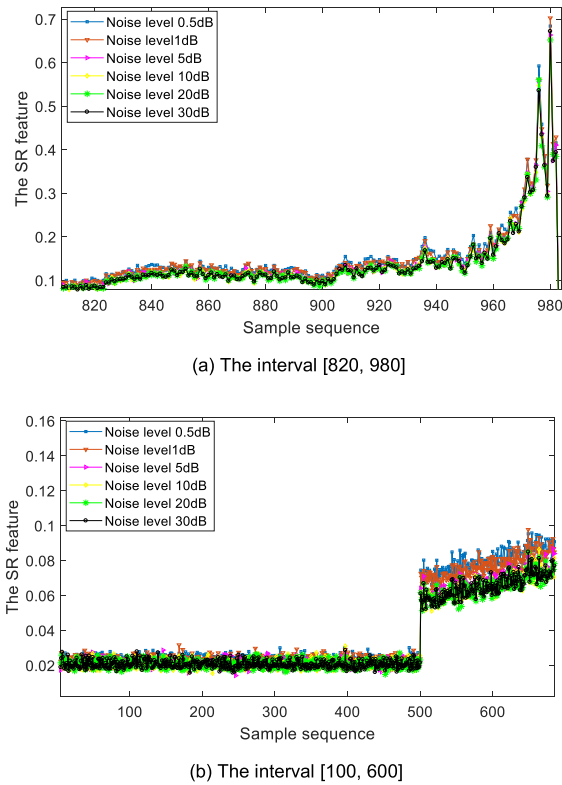 0.7
0.6
0.5
0.4
0.3
0.2
0.1
The SR feature
Noise level 0.5dB
Noise level1dB
Noise level 5dB
Noise level 10dB
Noise level 20dB
Noise level 30dB
820 840 860 880 900 920 940 960 980
Sample sequence
(a) The interval [820, 980]
0.16
0.14
0.12
0.1
0.08
0.06
0.04
0.02
The SR feature
Noise level 0.5dB
Noise level1dB
Noise level 5dB
Noise level 10dB
Noise level 20dB
Noise level 30dB
100 200 300 400 500 600
Sample sequence
(b) The interval [100, 600]